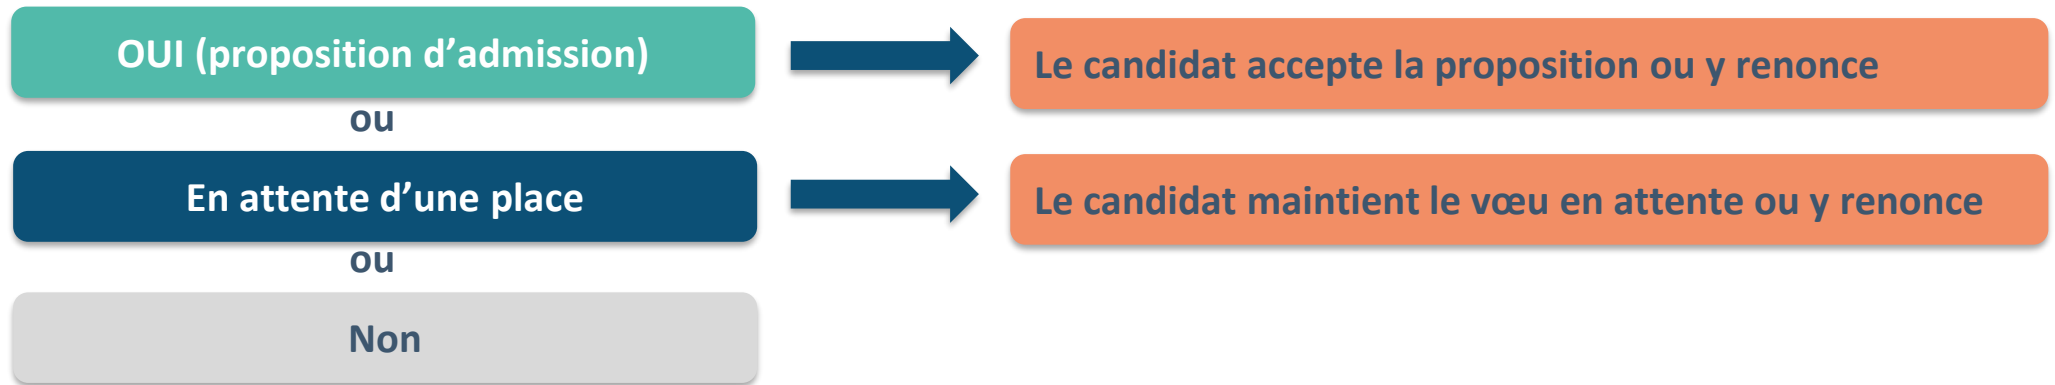 OUI (proposition d’admission)
Le candidat accepte la proposition ou y renonce
ou
En attente d’une place
Le candidat maintient le vœu en attente ou y renonce
ou
Non